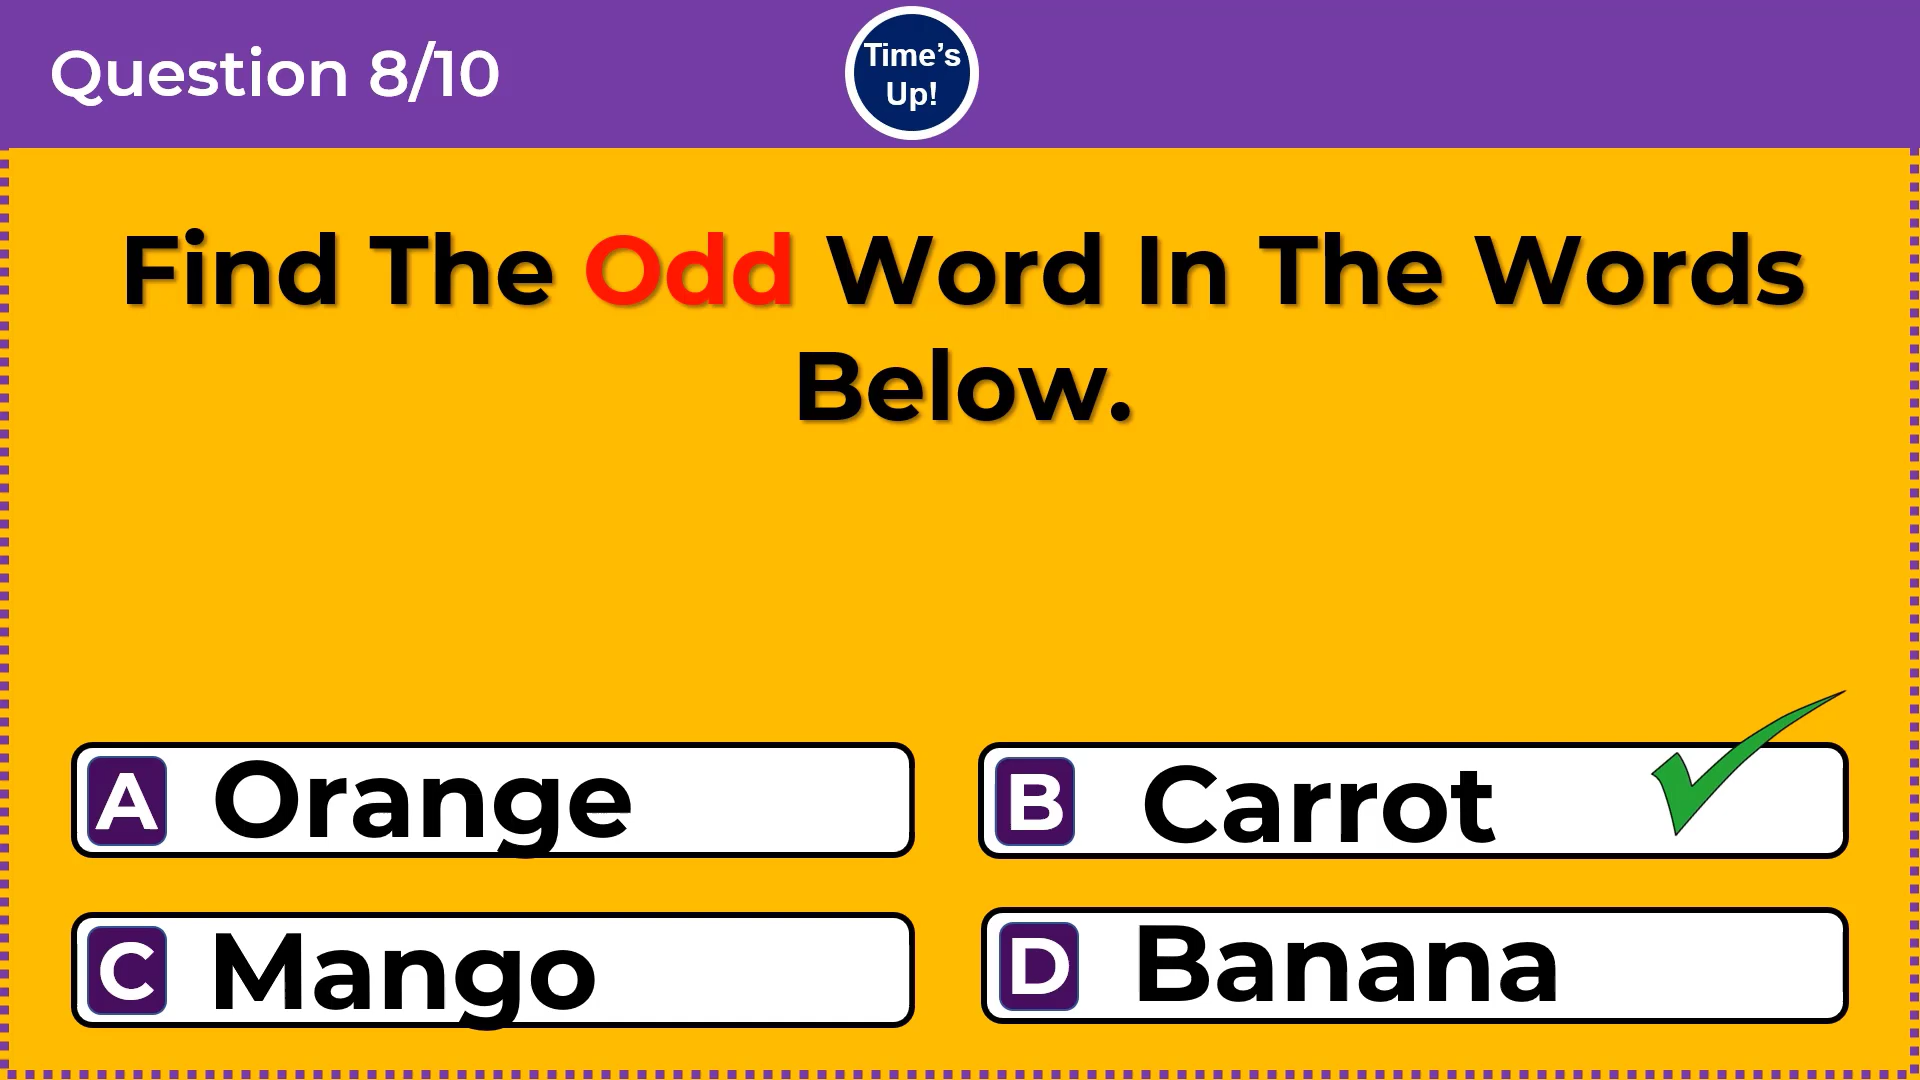 Question 8/10
Time’s
Up!
Find The Odd Word In The Words
Below.
A Orange
B Carrot
C Mango
D Banana